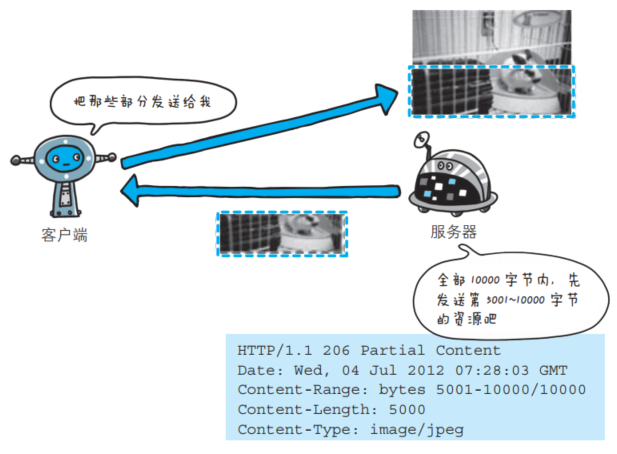 把那些部分发送给我
客户端
服务器
全部 10000 字节内，先
发送第 5001~10000 字节
的资源吧
HTTP/1.1 206 Partial Content
Date: Wed, 04 Jul 2012 07:28:03 GMT
Content-Range: bytes 5001-10000/10000
Content-Length: 5000
Content-Type: image/jpeg